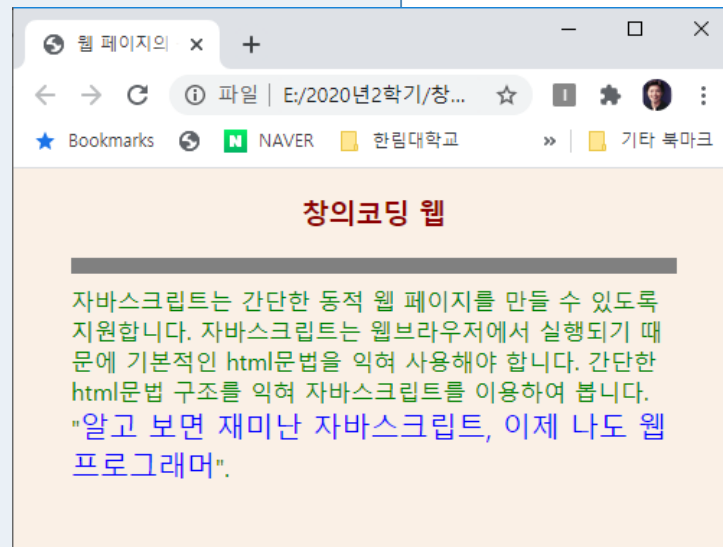 웹 페이지의
파일 | E:/2020년2학기/창...
Bookmarks NAVER 한림대학교 » 기타 북마크
창의코딩 웹
자바스크립트는 간단한 동적 웹 페이지를 만들 수 있도록
지원합니다. 자바스크립트는 웹브라우저에서 실행되기 때
문에 기본적인 html문법을 익혀 사용해야 합니다. 간단한
html문법 구조를 익혀 자바스크립트를 이용하여 봅니다.
"알고 보면 재미난 자바스크립트, 이제 나도 웹
프로그래머".